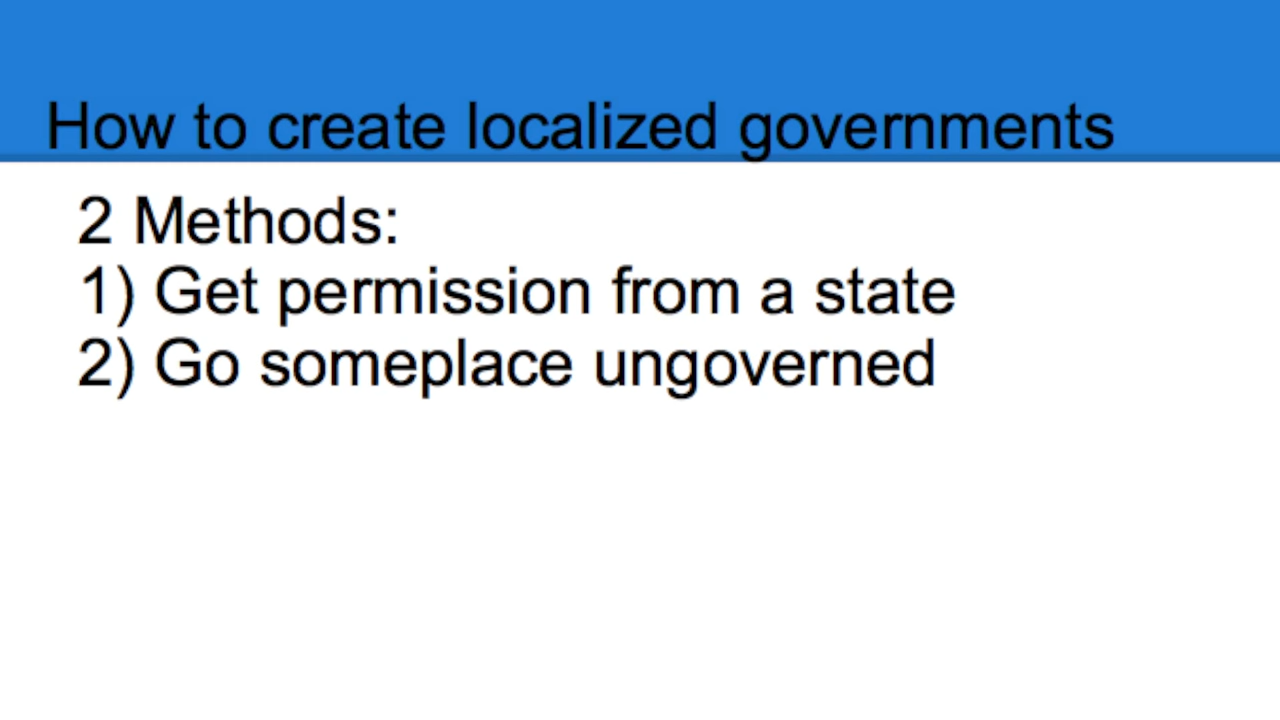 How to create localized governments
2 Methods:
1) Get permission from a state
2) Go someplace ungoverned